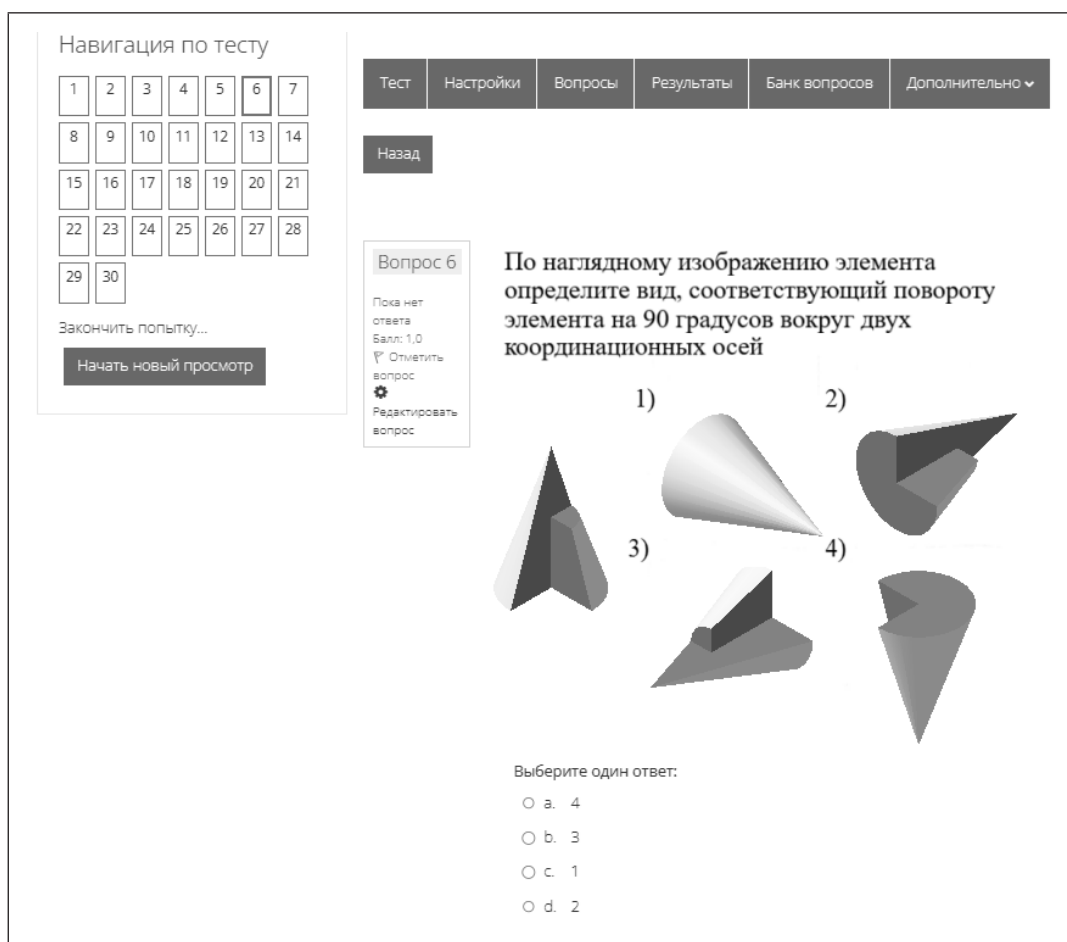 Навигация по тесту
1 2 3 4 5 6 7
8 9 10 11 12 13 14
15 16 17 18 19 20 21
22 23 24 25 26 27 28
29 30
Закончить попытку...
Начать новый просмотр
Тест Настройки Вопросы Результаты Банк вопросов Дополнительно
Назад
Вопрос 6
Пока нет
ответа
Балл: 1,0
Отметить
вопрос
Редактировать
вопрос
По наглядному изображению элемента
определите вид, соответствующий повороту
элемента на 90 градусов вокруг двух
координационных осей
1) 2)
3) 4)
Выберите один ответ:
a. 4
b. 3
c. 1
d. 2